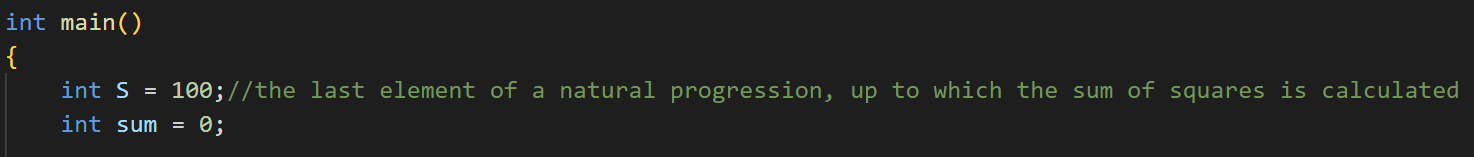 int main()
{
int S = 100;//the last element of a natural progression, up to which the sum of squares is calculated
int sum = 0;